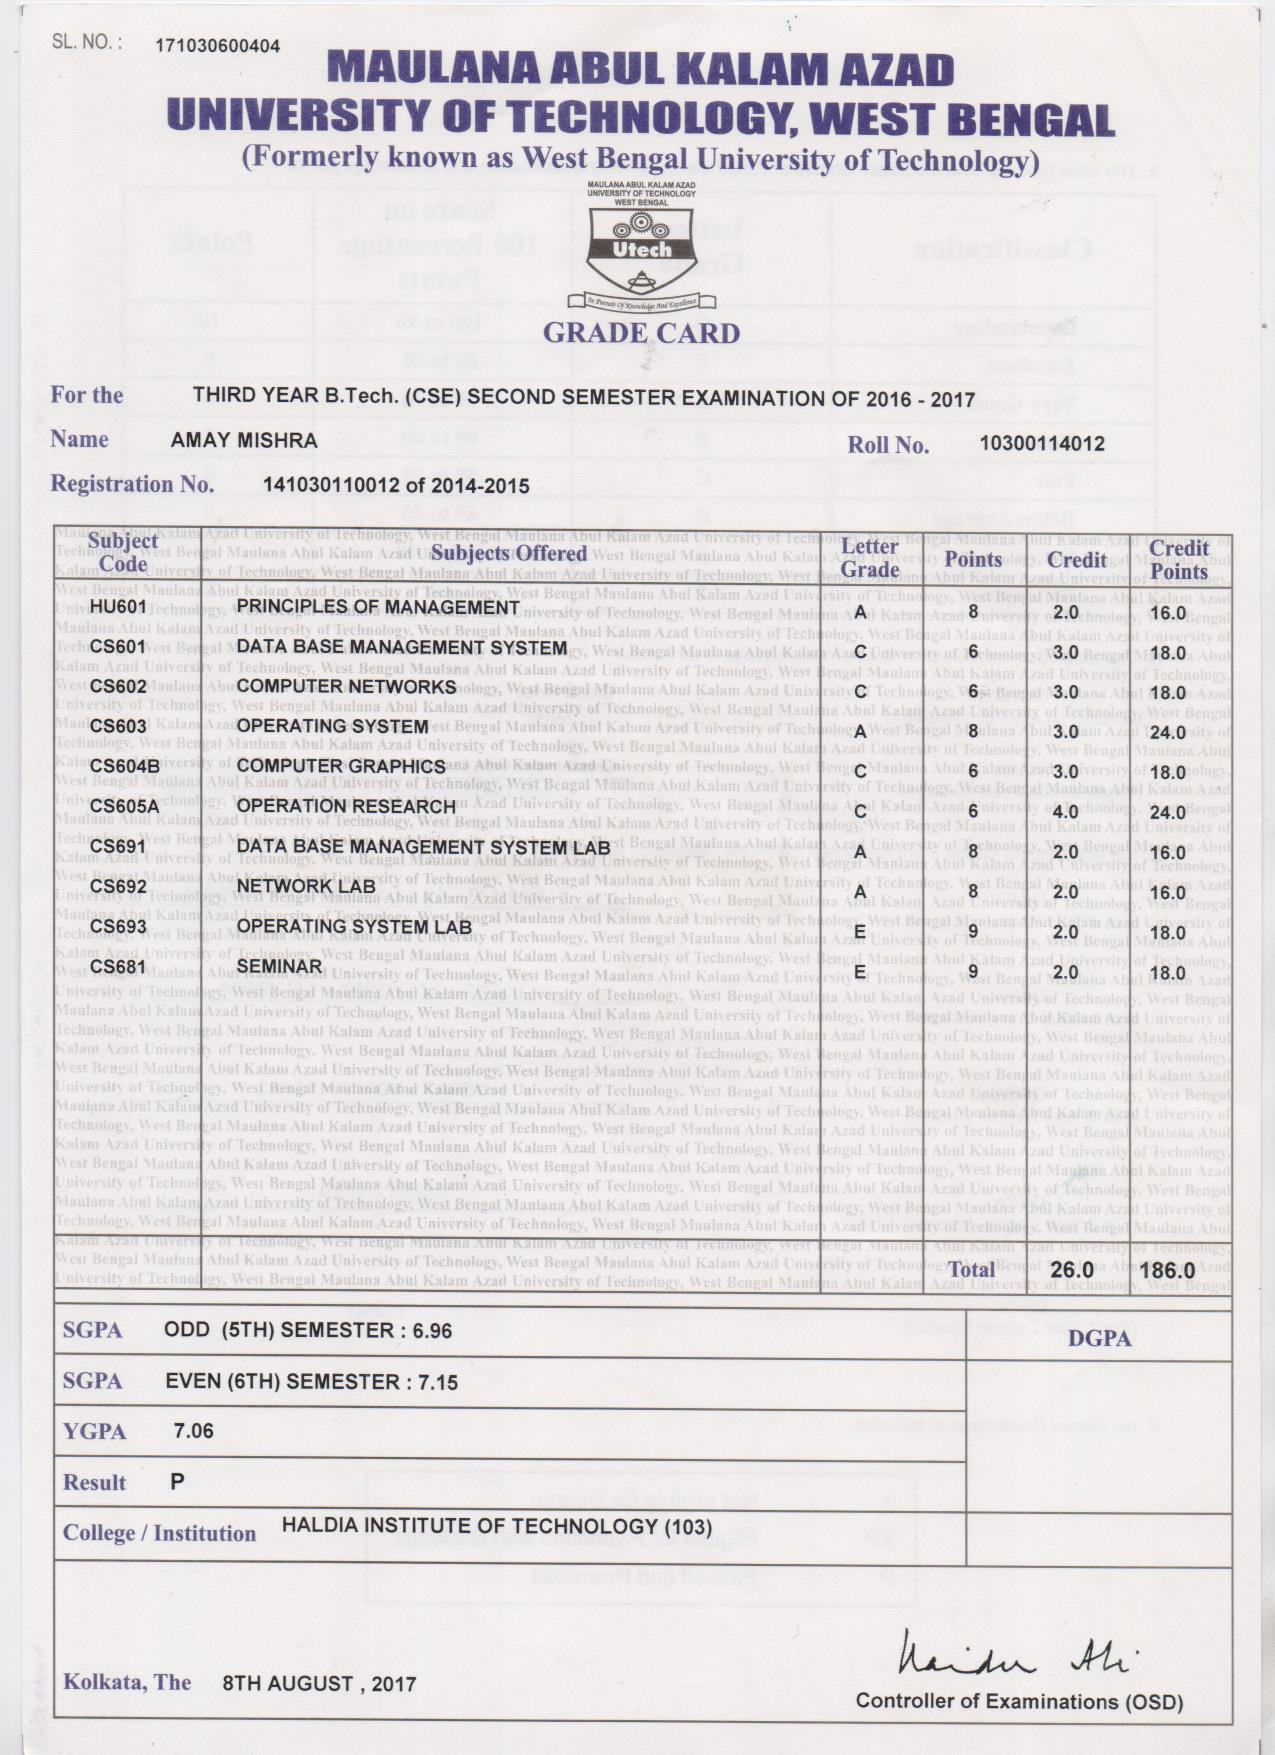 SL. NO. : 171030600404
MAULANA ABUL KALAM AZAD
UNIVERSITY OF TECHNOLOGY, WEST BENGAL
(Formerly known as West Bengal University of Technology)
MAULANA ABUL KALAM AZAD
UNIVERSITY OF TECHNOLOGY
WEST BENGAL
Utech
In Pursuit Of Knowledge And Excellence
GRADE CARD
For the THIRD YEAR B.Tech. (CSE) SECOND SEMESTER EXAMINATION OF 2016 - 2017
Name AMAY MISHRA Roll No. 10300114012
Registration No. 141030110012 of 2014-2015
Subject Code Subjects Offered Letter Grade Points Credit Credit Points
HU601 PRINCIPLES OF MANAGEMENT A 8 2.0 16.0
CS601 DATA BASE MANAGEMENT SYSTEM C 6 3.0 18.0
CS602 COMPUTER NETWORKS C 6 3.0 18.0
CS603 OPERATING SYSTEM A 8 3.0 24.0
CS604B COMPUTER GRAPHICS C 6 3.0 18.0
CS605A OPERATION RESEARCH C 6 4.0 24.0
CS691 DATA BASE MANAGEMENT SYSTEM LAB A 8 2.0 16.0
CS692 NETWORK LAB A 8 2.0 16.0
CS693 OPERATING SYSTEM LAB E 9 2.0 18.0
CS681 SEMINAR E 9 2.0 18.0
Total 26.0 186.0
SGPA ODD (5TH) SEMESTER : 6.96 DGPA
SGPA EVEN (6TH) SEMESTER : 7.15
YGPA 7.06
Result P
College / Institution HALDIA INSTITUTE OF TECHNOLOGY (103)
Kolkata, The 8TH AUGUST , 2017
Controller of Examinations (OSD)